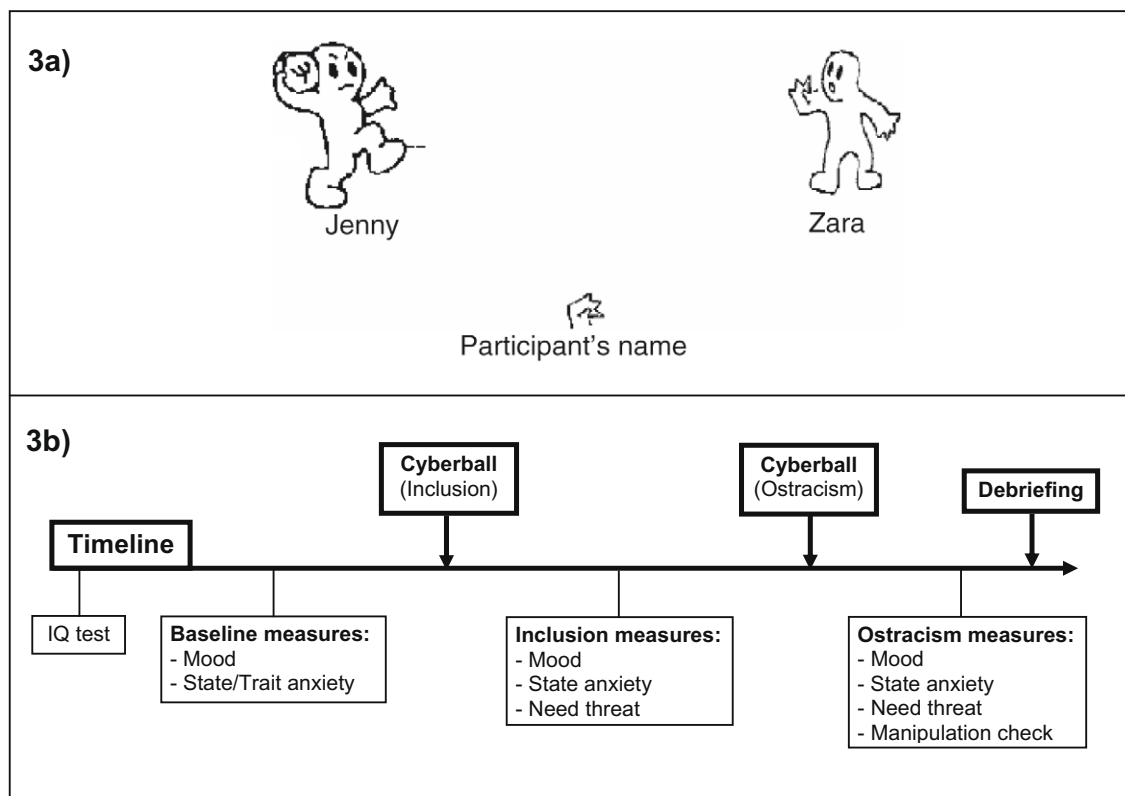 3a)
Jenny
Zara
Participant's name
3b)
Cyberball
(Inclusion)
Cyberball
(Ostracism)
Debriefing
Timeline
IQ test
Baseline measures:
- Mood
- State/Trait anxiety
Inclusion measures:
- Mood
- State anxiety
- Need threat
Ostracism measures:
- Mood
- State anxiety
- Need threat
- Manipulation check